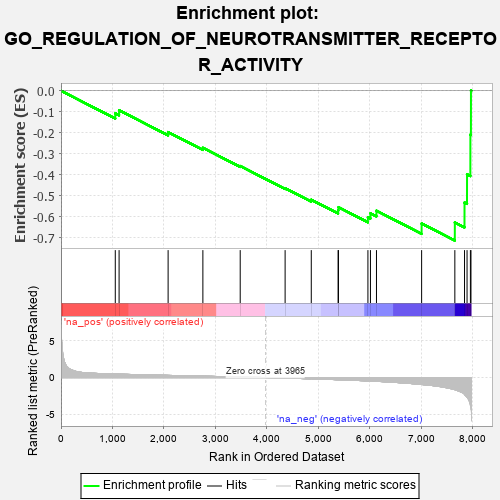 Enrichment plot:
GO_REGULATION_OF_NEUROTRANSMITTER_RECEPTO
R_ACTIVITY
Enrichment score (ES)
0.0
-0.1
-0.2
-0.3
-0.4
-0.5
-0.6
-0.7
'na_pos' (positively correlated)
Ranked list metric (PreRanked)
5
0
-5
Zero cross at 3965
'na_neg' (negatively correlated)
0
1,000
2,000
3,000
4,000
5,000
6,000
7,000
8,000
Rank in Ordered Dataset
Enrichment profile
Hits
Ranking metric scores